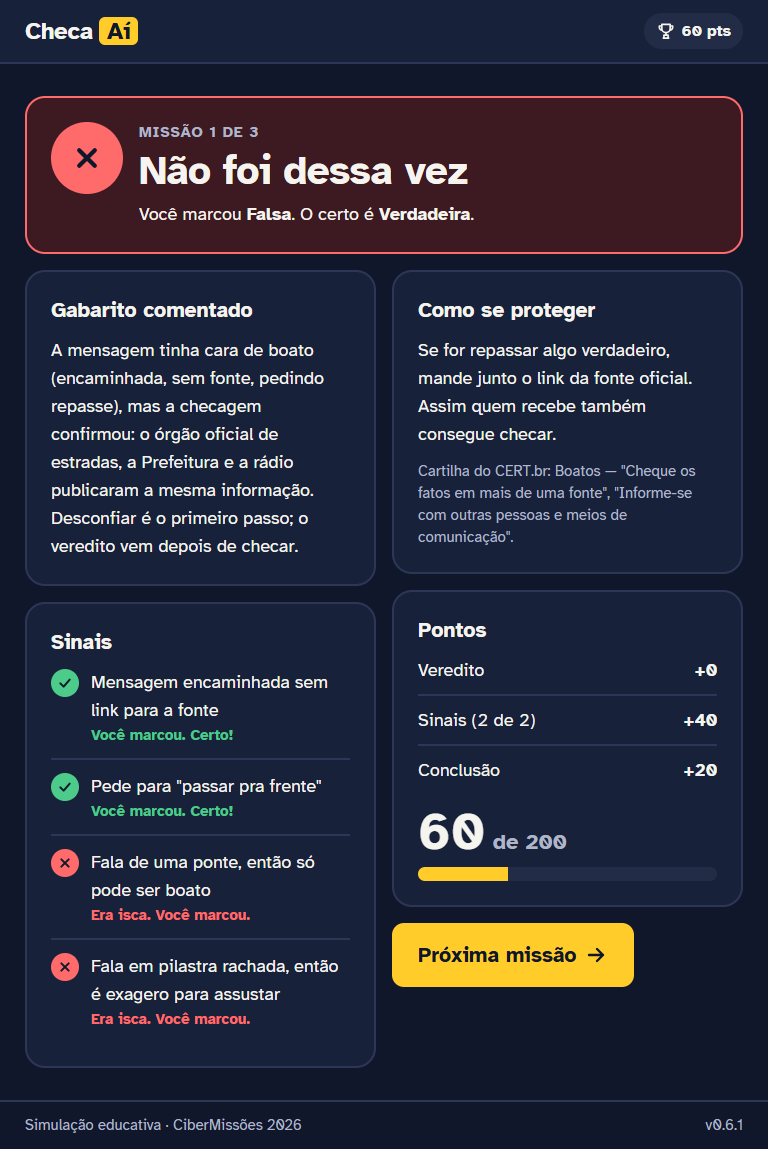 Checa Aí
60 pts
MISSÃO 1 DE 3
Não foi dessa vez
Você marcou Falsa. O certo é Verdadeira.
Gabarito comentado
A mensagem tinha cara de boato
(encaminhada, sem fonte, pedindo
repasse), mas a checagem
confirmou: o órgão oficial de
estradas, a Prefeitura e a rádio
publicaram a mesma informação.
Desconfiar é o primeiro passo; o
veredito vem depois de checar.
Sinais
Mensagem encaminhada sem
link para a fonte
Você marcou. Certo!
Pede para "passar pra frente"
Você marcou. Certo!
Fala de uma ponte, então só
pode ser boato
Era isca. Você marcou.
Fala em pilastra rachada, então
é exagero para assustar
Era isca. Você marcou.
Como se proteger
Se for repassar algo verdadeiro,
mande junto o link da fonte oficial.
Assim quem recebe também
consegue checar.
Cartilha do CERT.br: Boatos — "Cheque os
fatos em mais de uma fonte", "Informe-se
com outras pessoas e meios de
comunicação".
Pontos
Veredito +0
Sinais (2 de 2) +40
Conclusão +20
60 de 200
Próxima missão →
Simulação educativa · CiberMissões 2026
v0.6.1